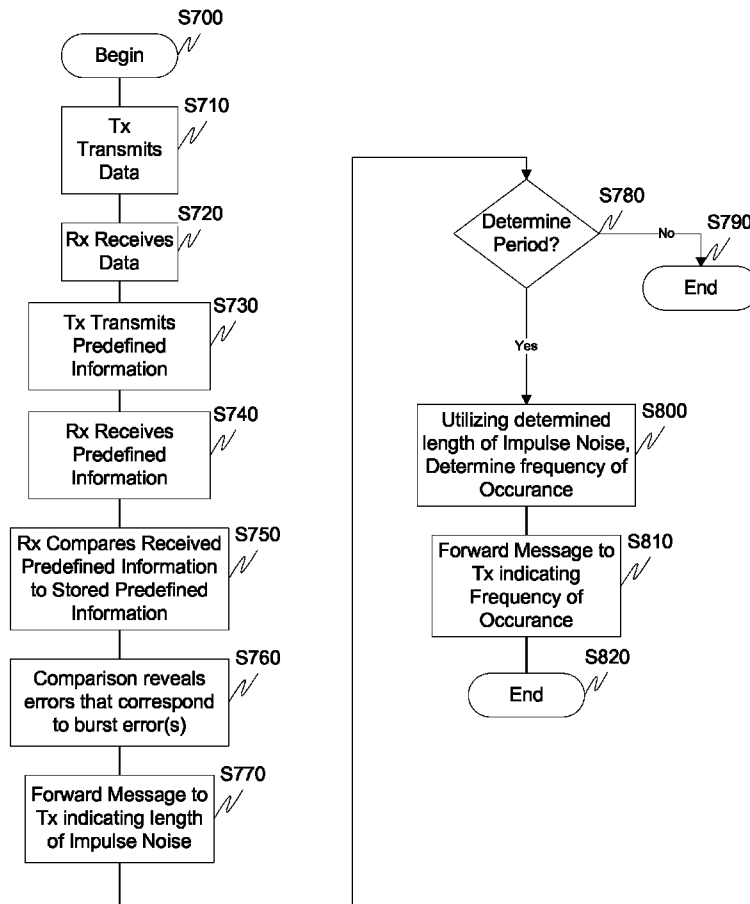 S700
Begin
S710
Tx
Transmits
Data
S720
Rx Receives
Data
S730
Tx Transmits
Predefined
Information
S740
Rx Receives
Predefined
Information
S750
Rx Compares Received
Predefined Information
to Stored Predefined
Information
S760
Comparison reveals
errors that correspond
to burst error(s)
S770
Forward Message to
Tx indicating length
of Impulse Noise
S780
Determine
Period?
No
S790
End
Yes
S800
Utilizing determined
length of Impulse Noise,
Determine frequency of
Occurance
S810
Forward Message to
Tx indicating
Frequency of
Occurance
S820
End